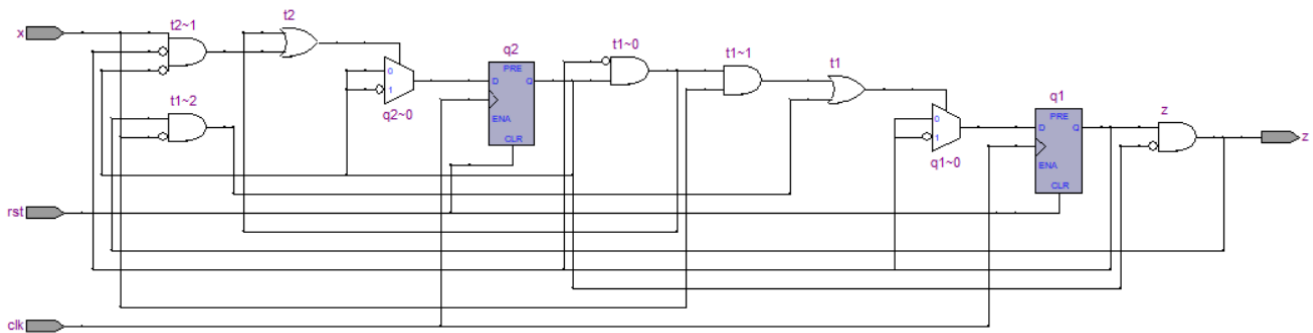 x
t2~1
t2
0
1
q2~0
q2
PRE
D
Q
ENA
CLR
t1~0
t1~1
t1
0
1
q1~0
q1
PRE
D
Q
ENA
CLR
z
z
t1~2
rst
clk